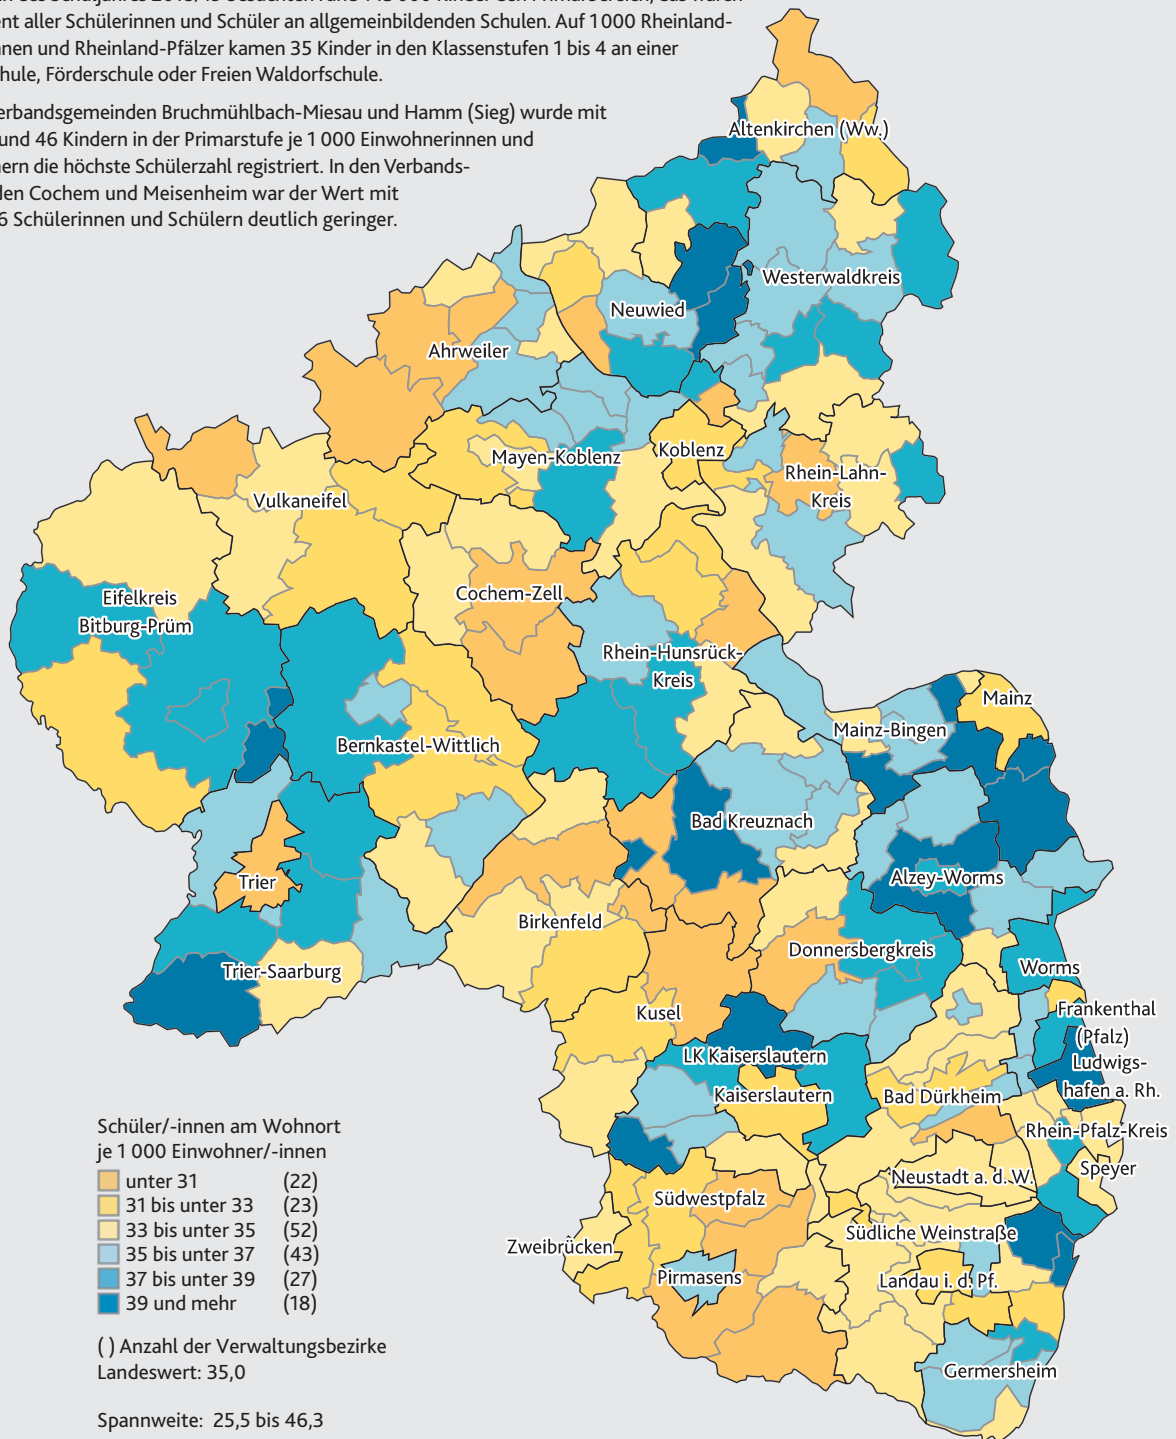 ent aller Schülerinnen und Schüler an allgemeinbildenden Schulen. Auf 1 000 Rheinland-
nen und Rheinland-Pfälzer kamen 35 Kinder in den Klassenstufen 1 bis 4 an einer
hule, Förderschule oder Freien Waldorfschule.
erbandsgemeinden Bruchmühlbach-Miesau und Hamm (Sieg) wurde mit
und 46 Kindern in der Primarstufe je 1 000 Einwohnerinnen und
ern die höchste Schülerzahl registriert. In den Verbands-
den Cochem und Meisenheim war der Wert mit
6 Schülerinnen und Schülern deutlich geringer.
Altenkirchen (Ww.)
Westerwaldkreis
Neuwied
Ahrweiler
Mayen-Koblenz
Koblenz
Rhein-Lahn-
Kreis
Vulkaneifel
Cochem-Zell
Eifelkreis
Bitburg-Prüm
Rhein-Hunsrück-
Kreis
Mainz
Mainz-Bingen
Bernkastel-Wittlich
Bad Kreuznach
Alzey-Worms
Trier
Birkenfeld
Donnersbergkreis
Trier-Saarburg
Worms
Kusel
Frankenthal
(Pfalz)
LK Kaiserslautern
Ludwigs-
hafen a. Rh.
Kaiserslautern
Bad Dürkheim
Rhein-Pfalz-Kreis
Neustadt a. d. W.
Speyer
Südwestpfalz
Südliche Weinstraße
Zweibrücken
Pirmasens
Landau i. d. Pf.
Germersheim
Schüler/-innen am Wohnort
je 1 000 Einwohner/-innen
unter 31 (22)
31 bis unter 33 (23)
33 bis unter 35 (52)
35 bis unter 37 (43)
37 bis unter 39 (27)
39 und mehr (18)
( ) Anzahl der Verwaltungsbezirke
Landeswert: 35,0
Spannweite: 25,5 bis 46,3